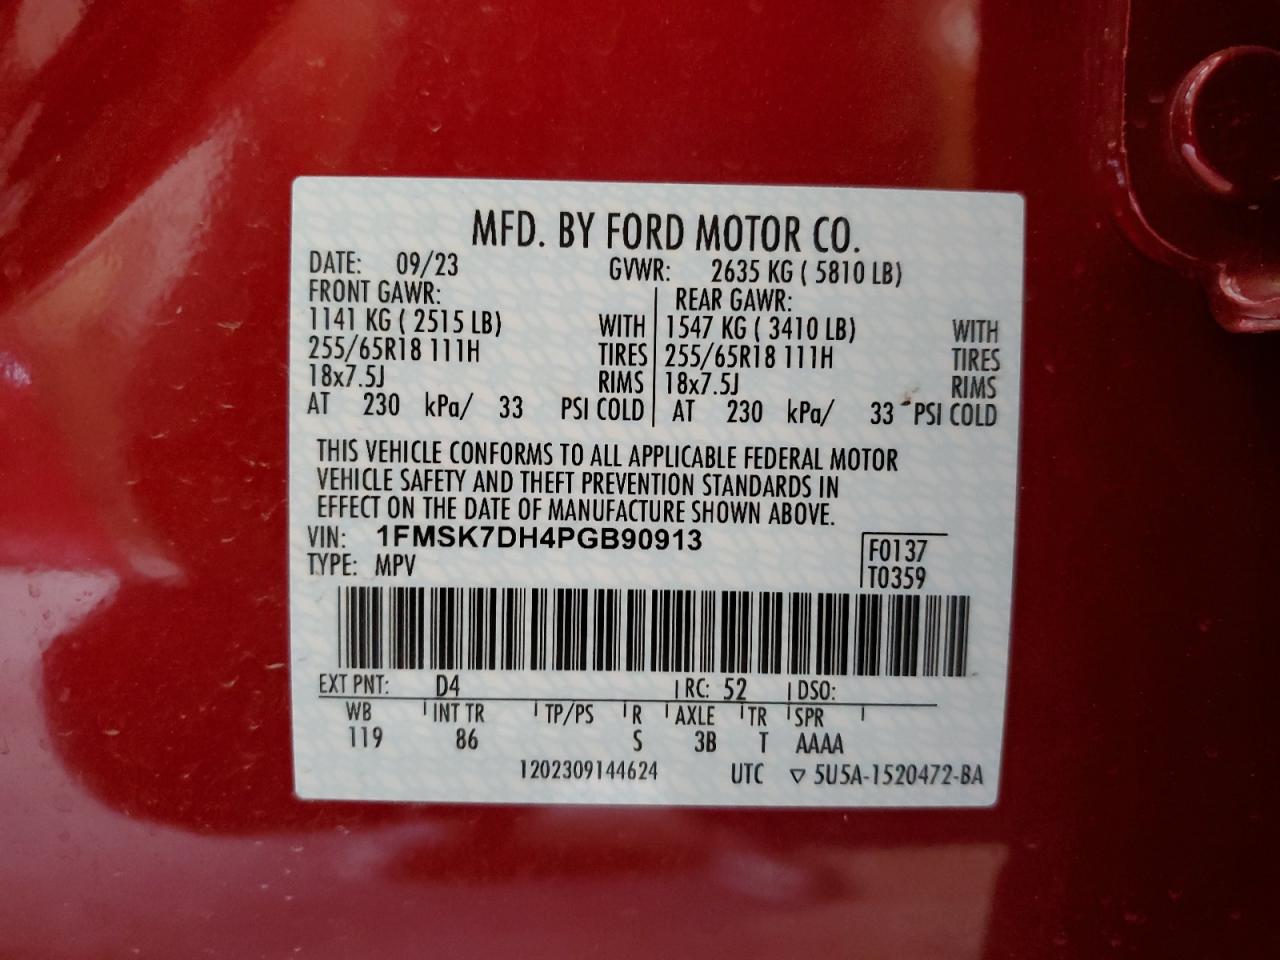 MFD. BY FORD MOTOR CO.
DATE: 09/23 GVWR: 2635 KG ( 5810 LB)
FRONT GAWR: REAR GAWR:
1141 KG ( 2515 LB) WITH 1547 KG ( 3410 LB) WITH
255/65R18 111H TIRES 255/65R18 111H TIRES
18x7.5J RIMS 18x7.5J RIMS
AT 230 kPa/ 33 PSI COLD AT 230 kPa/ 33 PSI COLD
THIS VEHICLE CONFORMS TO ALL APPLICABLE FEDERAL MOTOR
VEHICLE SAFETY AND THEFT PREVENTION STANDARDS IN
EFFECT ON THE DATE OF MANUFACTURE SHOWN ABOVE.
VIN: 1FMSK7DH4PGB90913
F0137
TYPE: MPV
T0359
EXT PNT: D4 RC: 52 DSO:
WB INT TR TP/PS R AXLE TR SPR
119 86 S 3B T AAAA
1202309144624 UTC ▽ 5U5A-1520472-BA